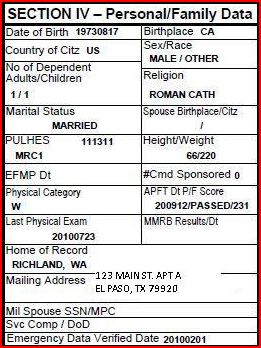 SECTION IV – Personal/Family Data
Date of Birth 19730817 Birthplace CA
Country of Citz US Sex/Race
MALE / OTHER
No of Dependent
Adults/Children Religion
1 / 1 ROMAN CATH
Marital Status Spouse Birthplace/Citz
MARRIED /
PULHES 111311 Height/Weight
MRC1 66/220
EFMP Dt #Cmd Sponsored 0
Physical Category APFT Dt P/F Score
W 200912/PASSED/231
Last Physical Exam MMRB Results/Dt
20100723
Home of Record
RICHLAND, WA
Mailing Address 123 MAIN ST. APT A
EL PASO, TX 79920
Mil Spouse SSN/MPC
Svc Comp / DoD
Emergency Data Verified Date 20100201